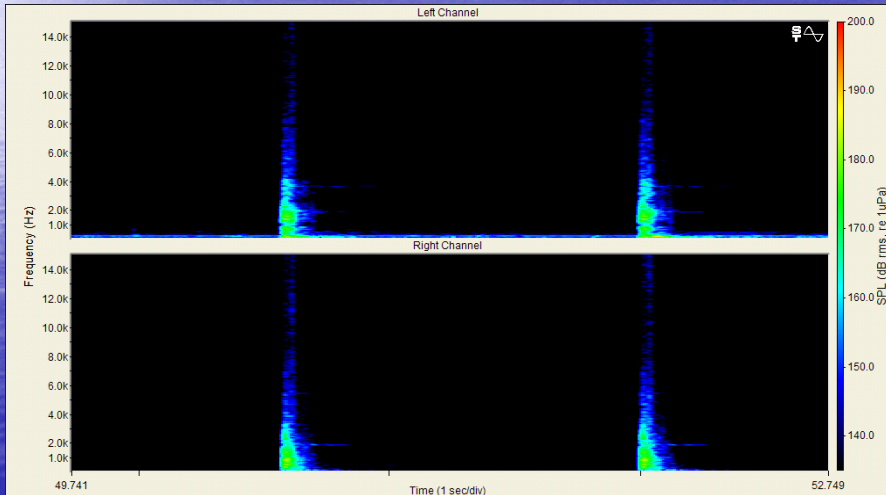 Left Channel
14.0k
12.0k
10.0k
8.0k
6.0k
4.0k
2.0k
1.0k
ST
Right Channel
14.0k
12.0k
10.0k
8.0k
6.0k
4.0k
2.0k
1.0k
Frequency (Hz)
49.741
Time (1 sec/div)
52.749
200.0
190.0
180.0
170.0
160.0
150.0
140.0
SPL (dB rms, re 1uPa)